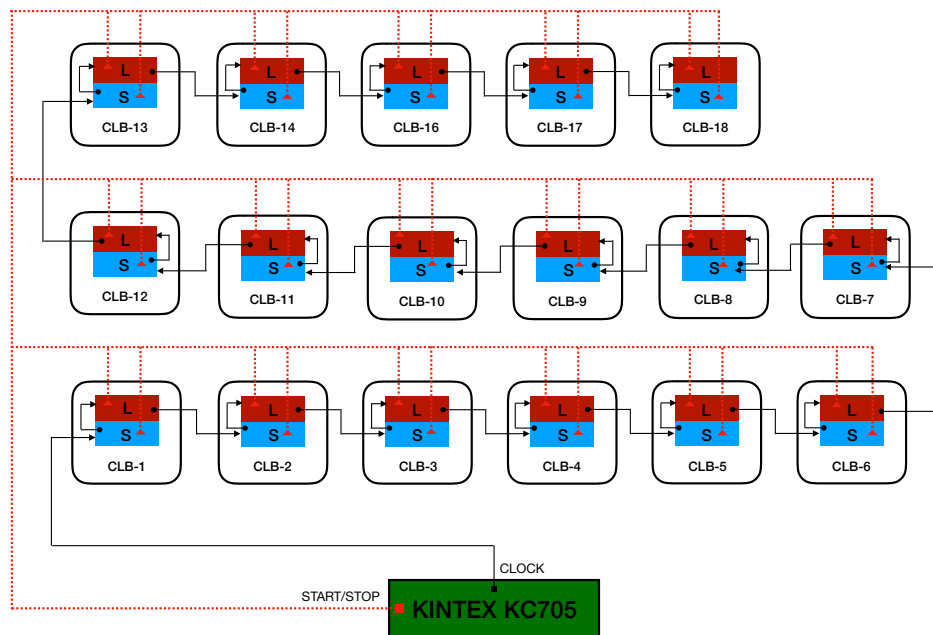 L L L L L
S S S S S
CLB-13 CLB-14 CLB-16 CLB-17 CLB-18
L L L L L L
S S S S S S
CLB-12 CLB-11 CLB-10 CLB-9 CLB-8 CLB-7
L L L L L L
S S S S S S
CLB-1 CLB-2 CLB-3 CLB-4 CLB-5 CLB-6
CLOCK
START/STOP
KINTEX KC705